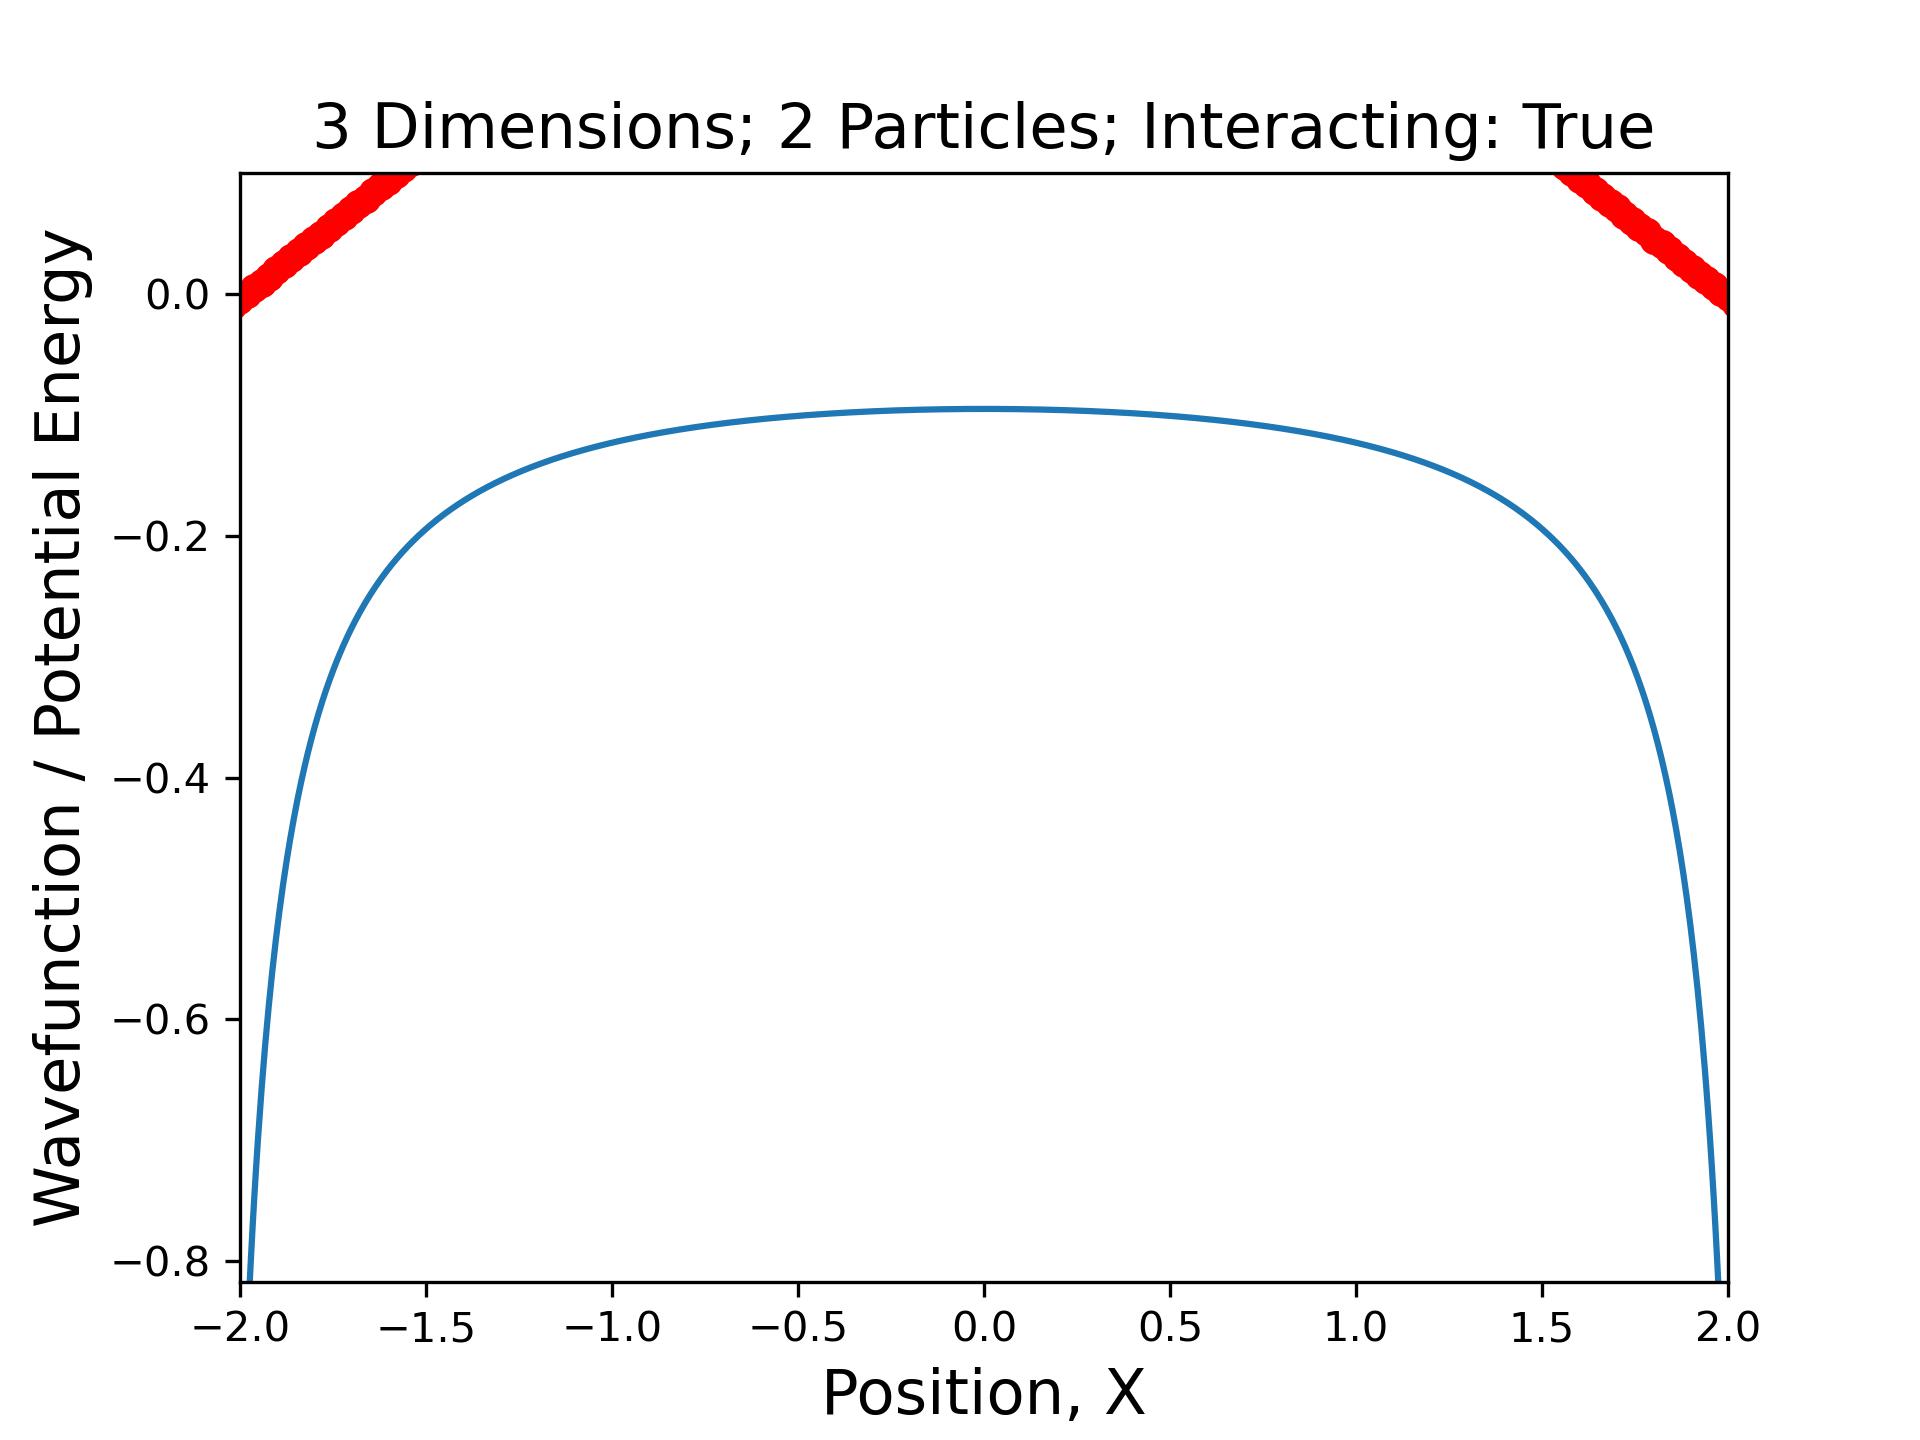 3 Dimensions; 2 Particles; Interacting: True
Wavefunction / Potential Energy
0.0
−0.2
−0.4
−0.6
−0.8
−2.0 −1.5 −1.0 −0.5 0.0 0.5 1.0 1.5 2.0
Position, X